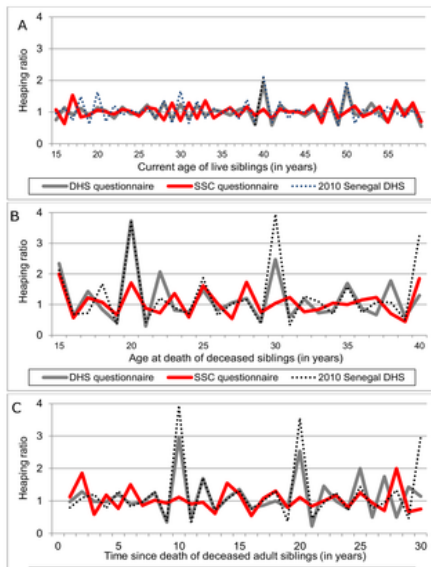 A
Heaping ratio
4
3
2
1
0
15 20 25 30 35 40 45 50 55
Current age of live siblings (in years)
DHS questionnaire SSC questionnaire 2010 Senegal DHS
B
Heaping ratio
4
3
2
1
0
15 20 25 30 35 40
Age at death of deceased siblings (in years)
DHS questionnaire SSC questionnaire 2010 Senegal DHS
C
Heaping ratio
4
3
2
1
0
0 5 10 15 20 25 30
Time since death of deceased adult siblings (in years)